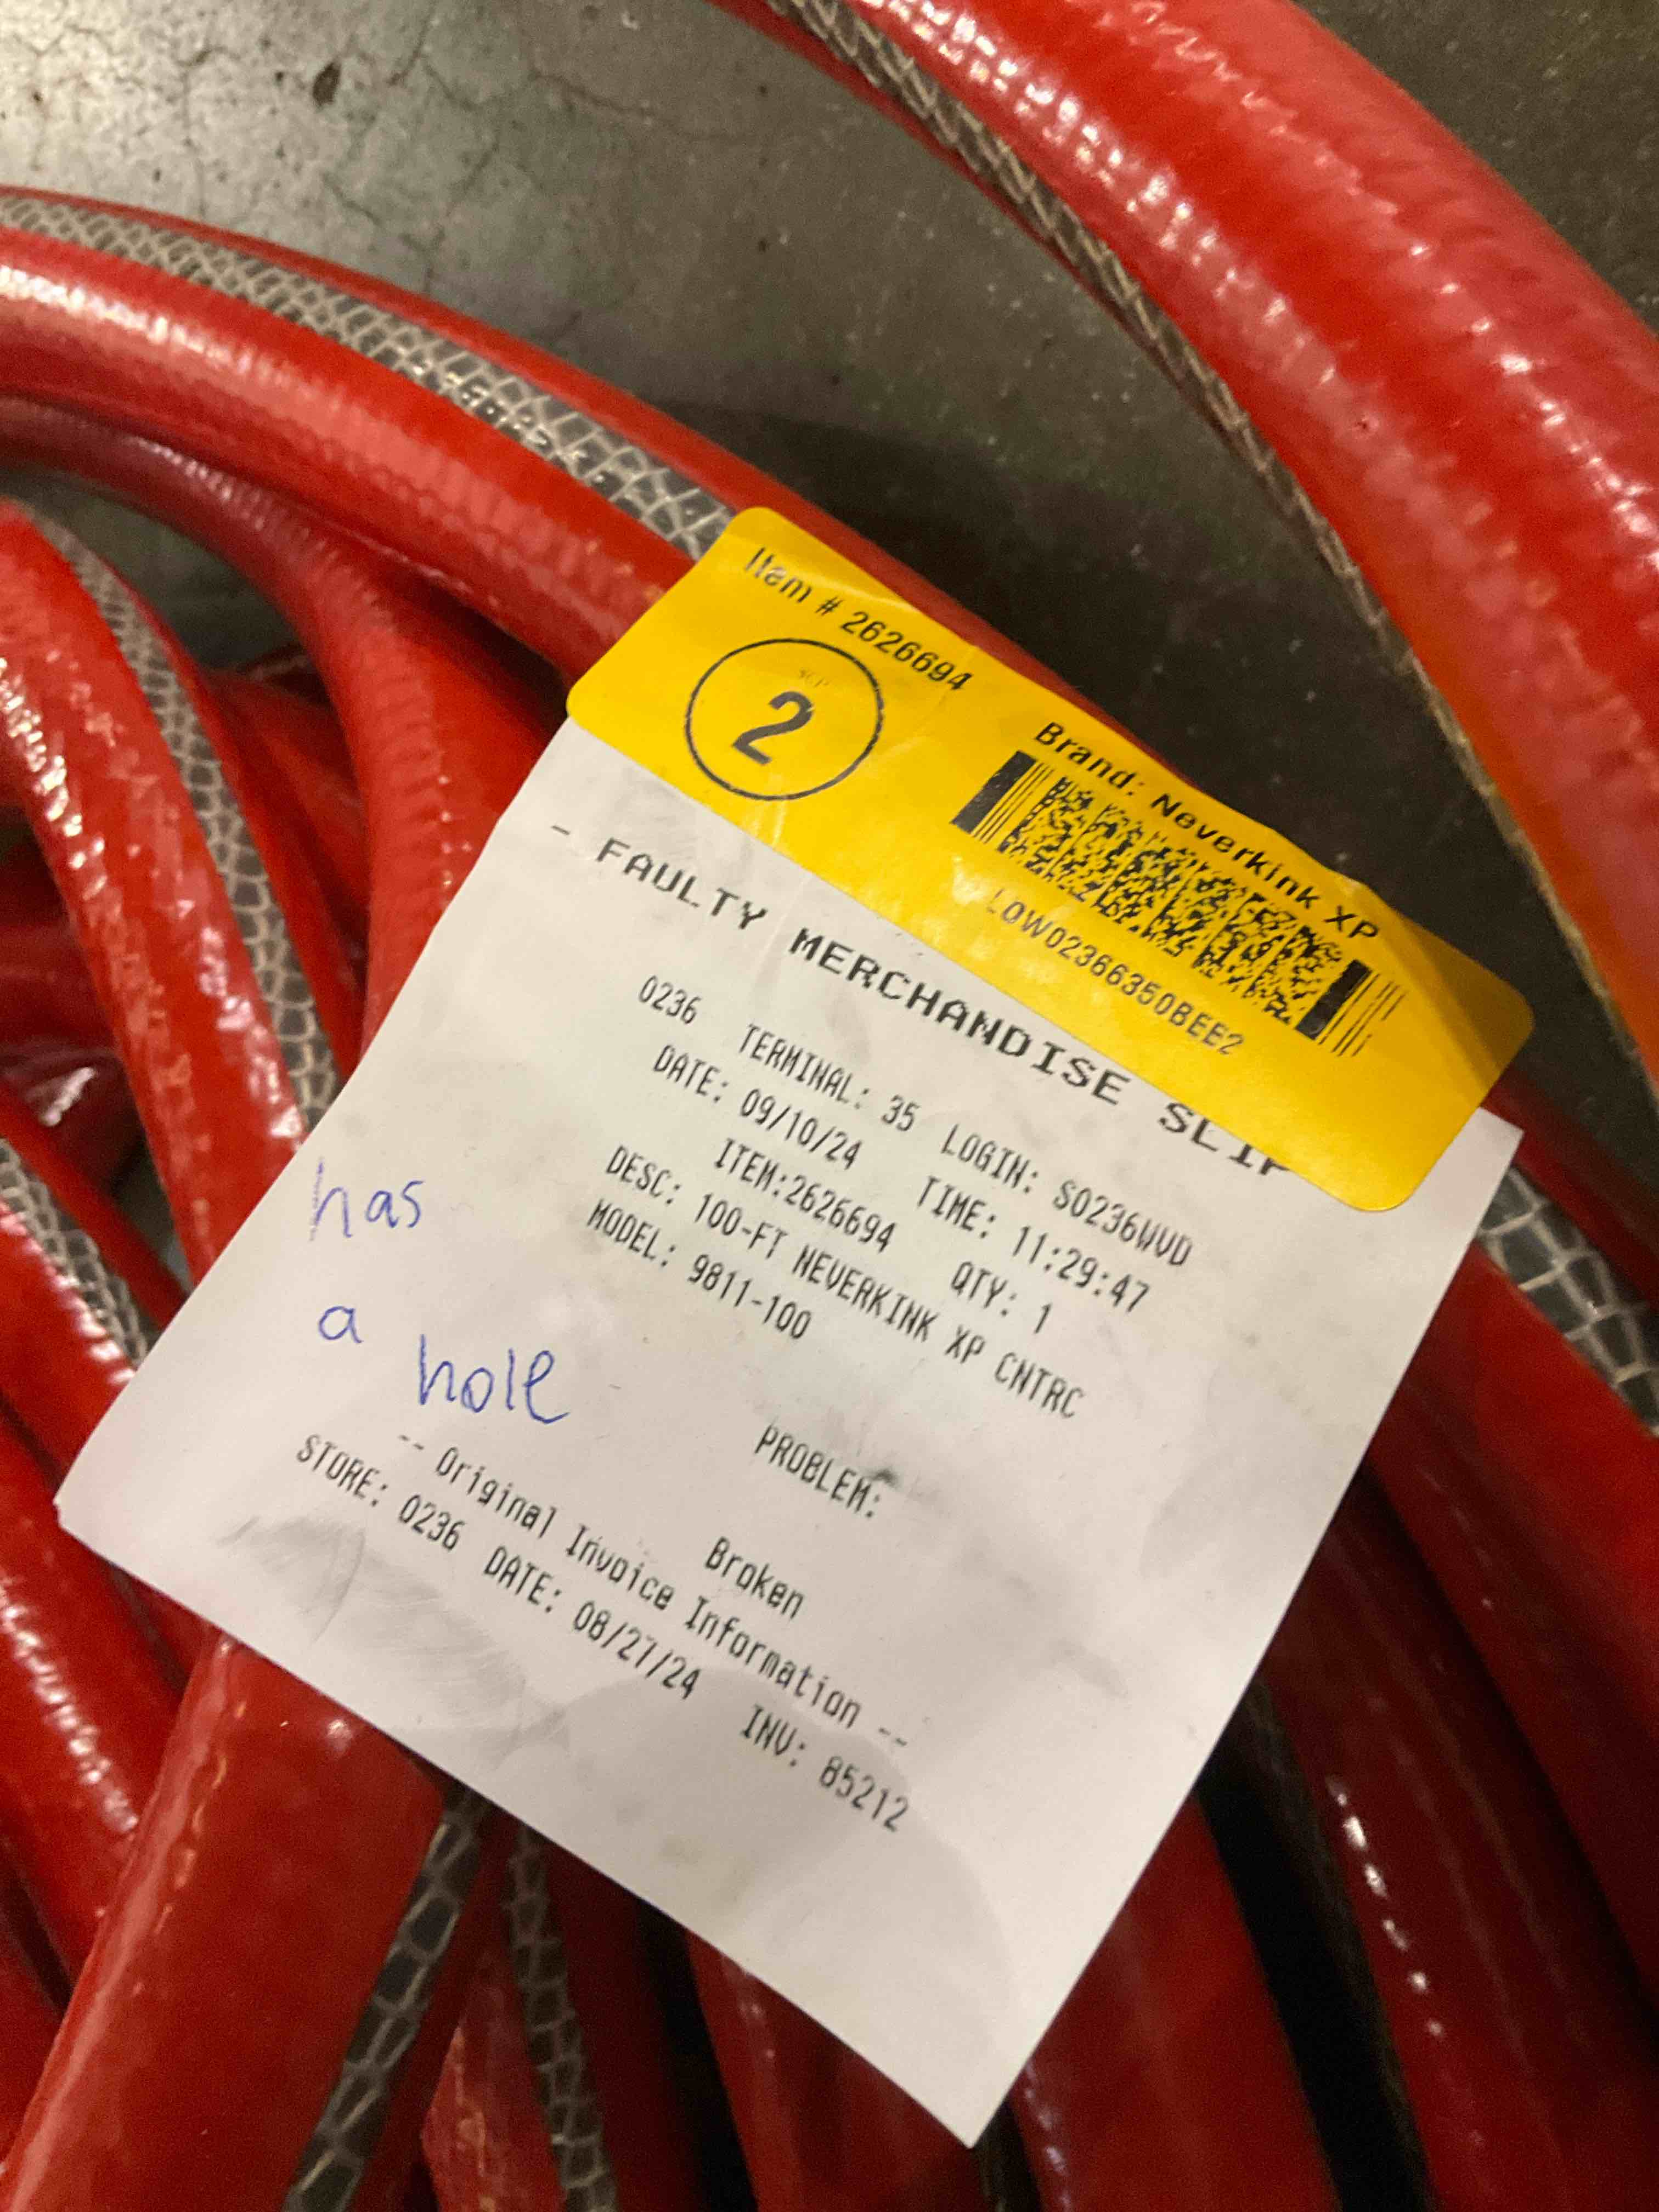 Item # 2626694
2
Brand: Neverkink XP
LOW02366350BEE2
- FAULTY MERCHANDISE SLIP
0236 TERMINAL: 35 LOGIN: S0236WVD
DATE: 09/10/24 TIME: 11:29:47
ITEM:2626694 QTY: 1
DESC: 100-FT NEVERKINK XP CNTRC
MODEL: 9811-100
has
a
hole
PROBLEM:
Broken
-- Original Invoice Information --
STORE: 0236 DATE: 08/27/24 INV: 85212